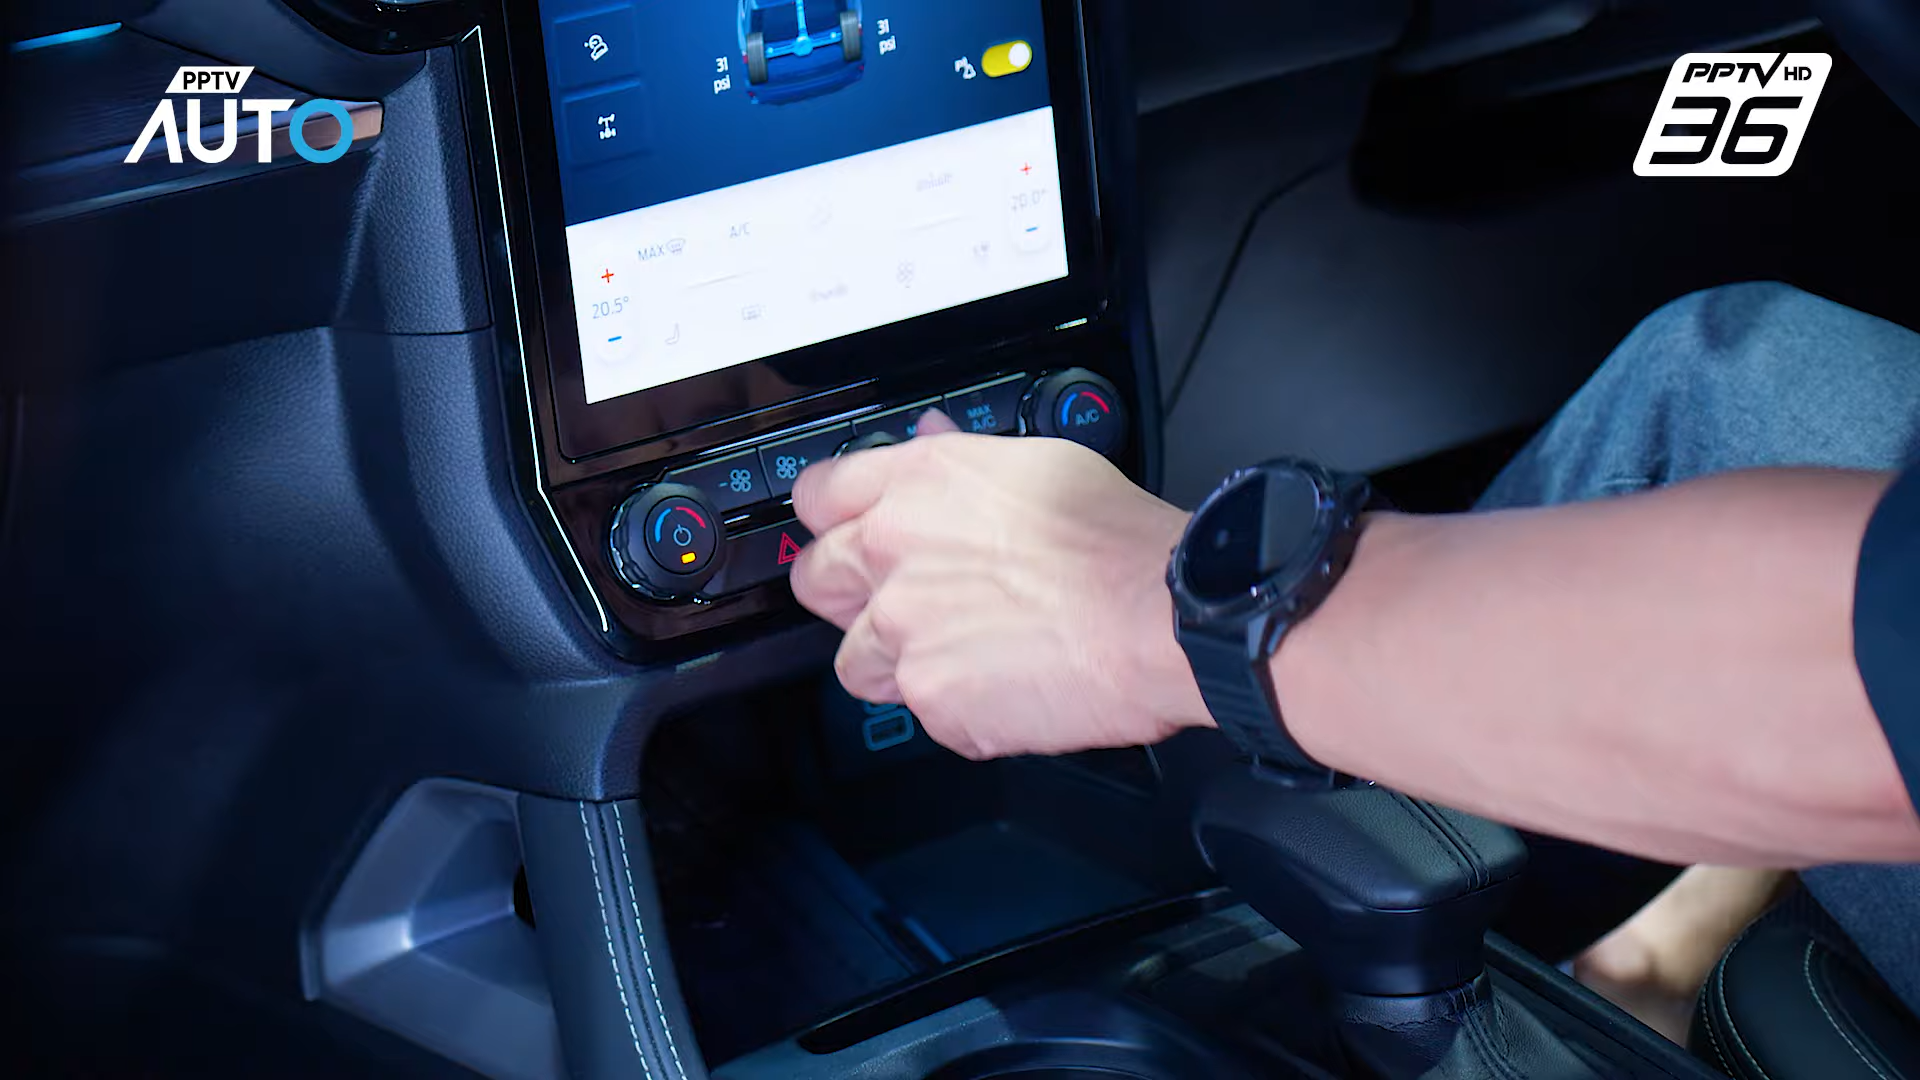 PPTV
AUTO
PPTV HD
36
31
psi
31
psi
MAX
A/C
20.5°
20.0°
MAX
A/C
A/C